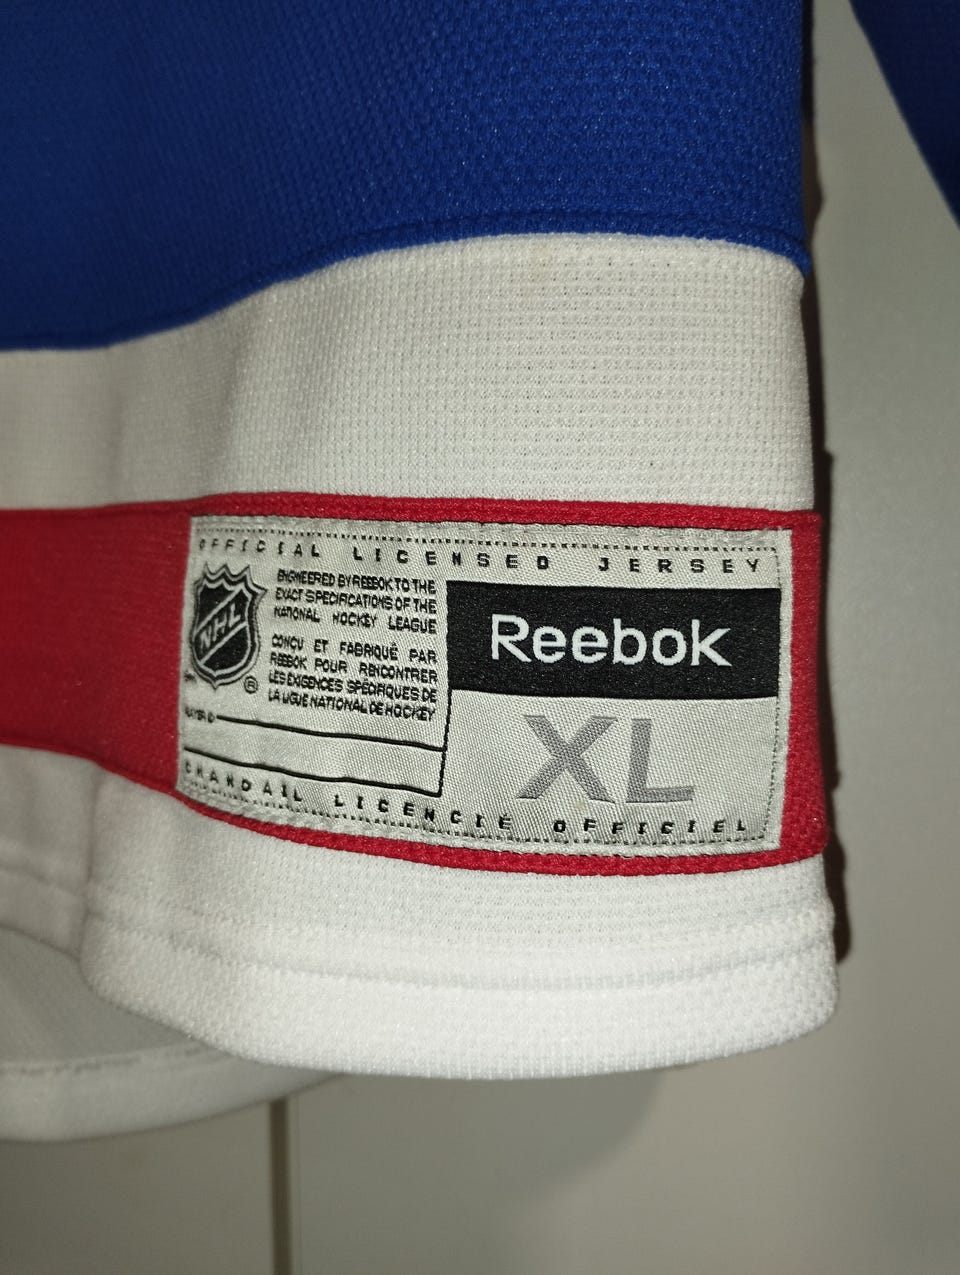 OFFICIAL LICENSED JERSEY
NHL
®
ENGINEERED BY REEBOK TO THE
EXACT SPECIFICATIONS OF THE
NATIONAL HOCKEY LEAGUE
CONÇU ET FABRIQUÉ PAR
REEBOK POUR RENCONTRER
LES EXIGENCES SPÉCIFIQUES DE
LA LIGUE NATIONAL DE HOCKEY
Reebok
XL
CHANDAIL LICENCIÉ OFFICIEL